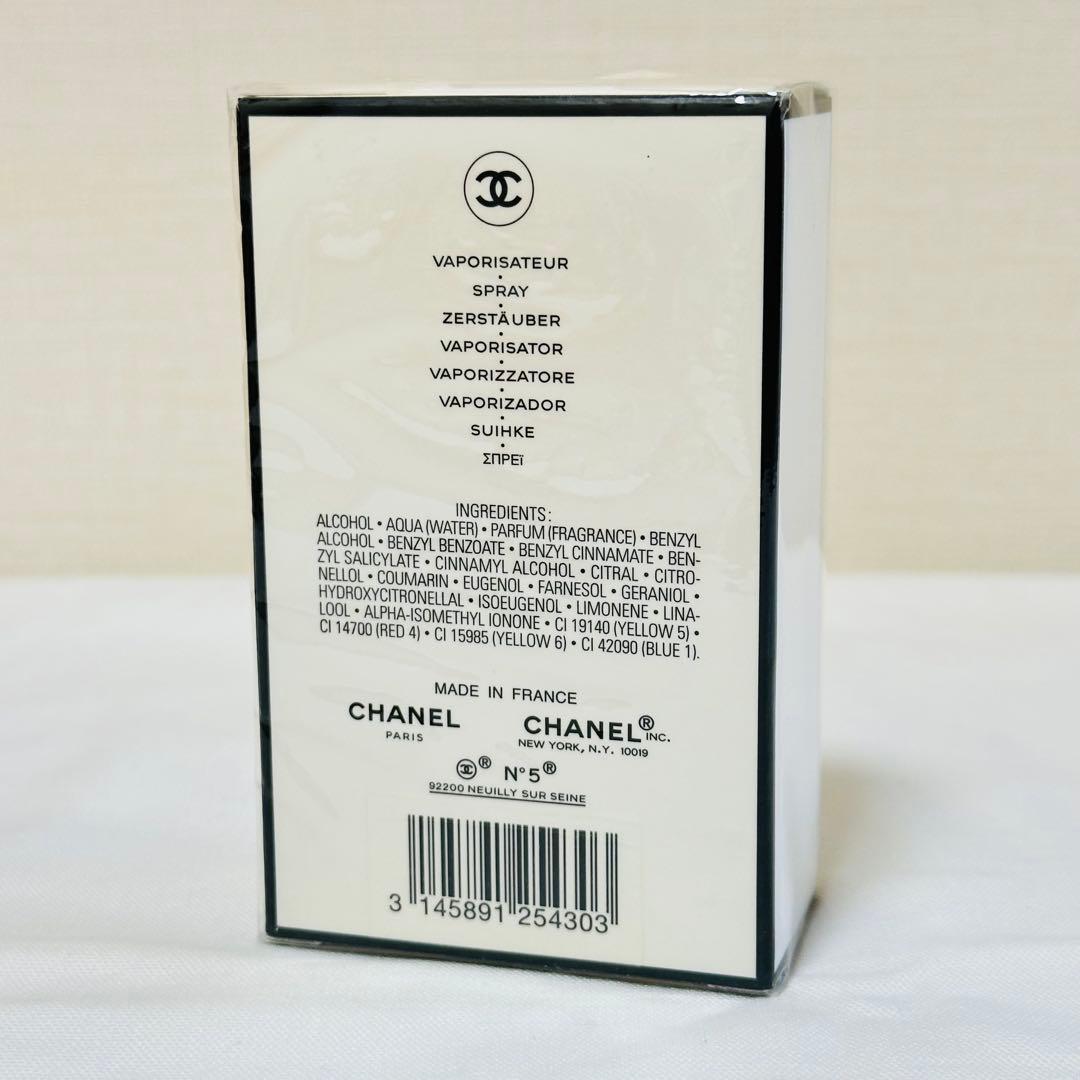 VAPORISATEUR
•
SPRAY
•
ZERSTÄUBER
•
VAPORISATOR
•
VAPORIZZATORE
•
VAPORIZADOR
•
SUIHKE
•
ΣΠΡΕϊ
INGREDIENTS:
ALCOHOL • AQUA (WATER) • PARFUM (FRAGRANCE) • BENZYL
ALCOHOL • BENZYL BENZOATE • BENZYL CINNAMATE • BEN-
ZYL SALICYLATE • CINNAMYL ALCOHOL • CITRAL • CITRO-
NELLOL • COUMARIN • EUGENOL • FARNESOL • GERANIOL •
HYDROXYCITRONELLAL • ISOEUGENOL • LIMONENE • LINA-
LOOL • ALPHA-ISOMETHYL IONONE • CI 19140 (YELLOW 5) •
CI 14700 (RED 4) • CI 15985 (YELLOW 6) • CI 42090 (BLUE 1).
MADE IN FRANCE
CHANEL
PARIS
CHANEL® INC.
NEW YORK, N.Y. 10019
® N°5®
92200 NEUILLY SUR SEINE
3 145891 254303